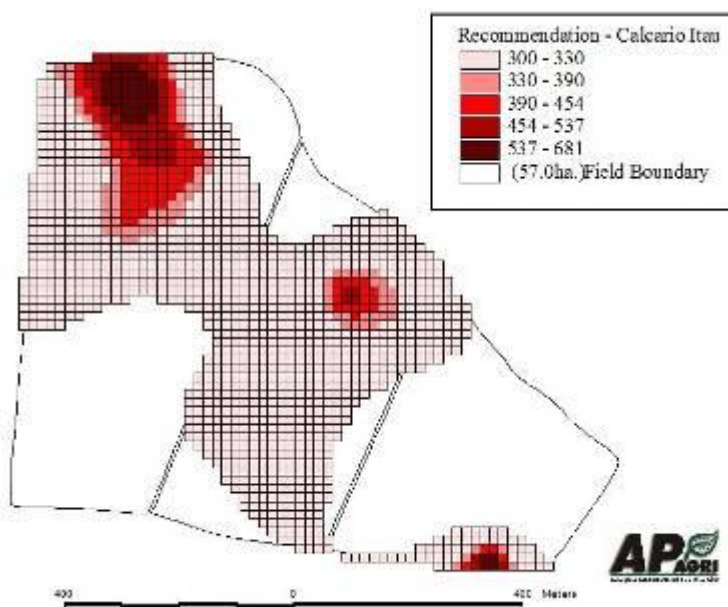 Recommendation - Calcario Itau
300 - 330
330 - 390
390 - 454
454 - 537
537 - 681
(57.0ha.)Field Boundary
AP
AGRI
400 0 400 Meters